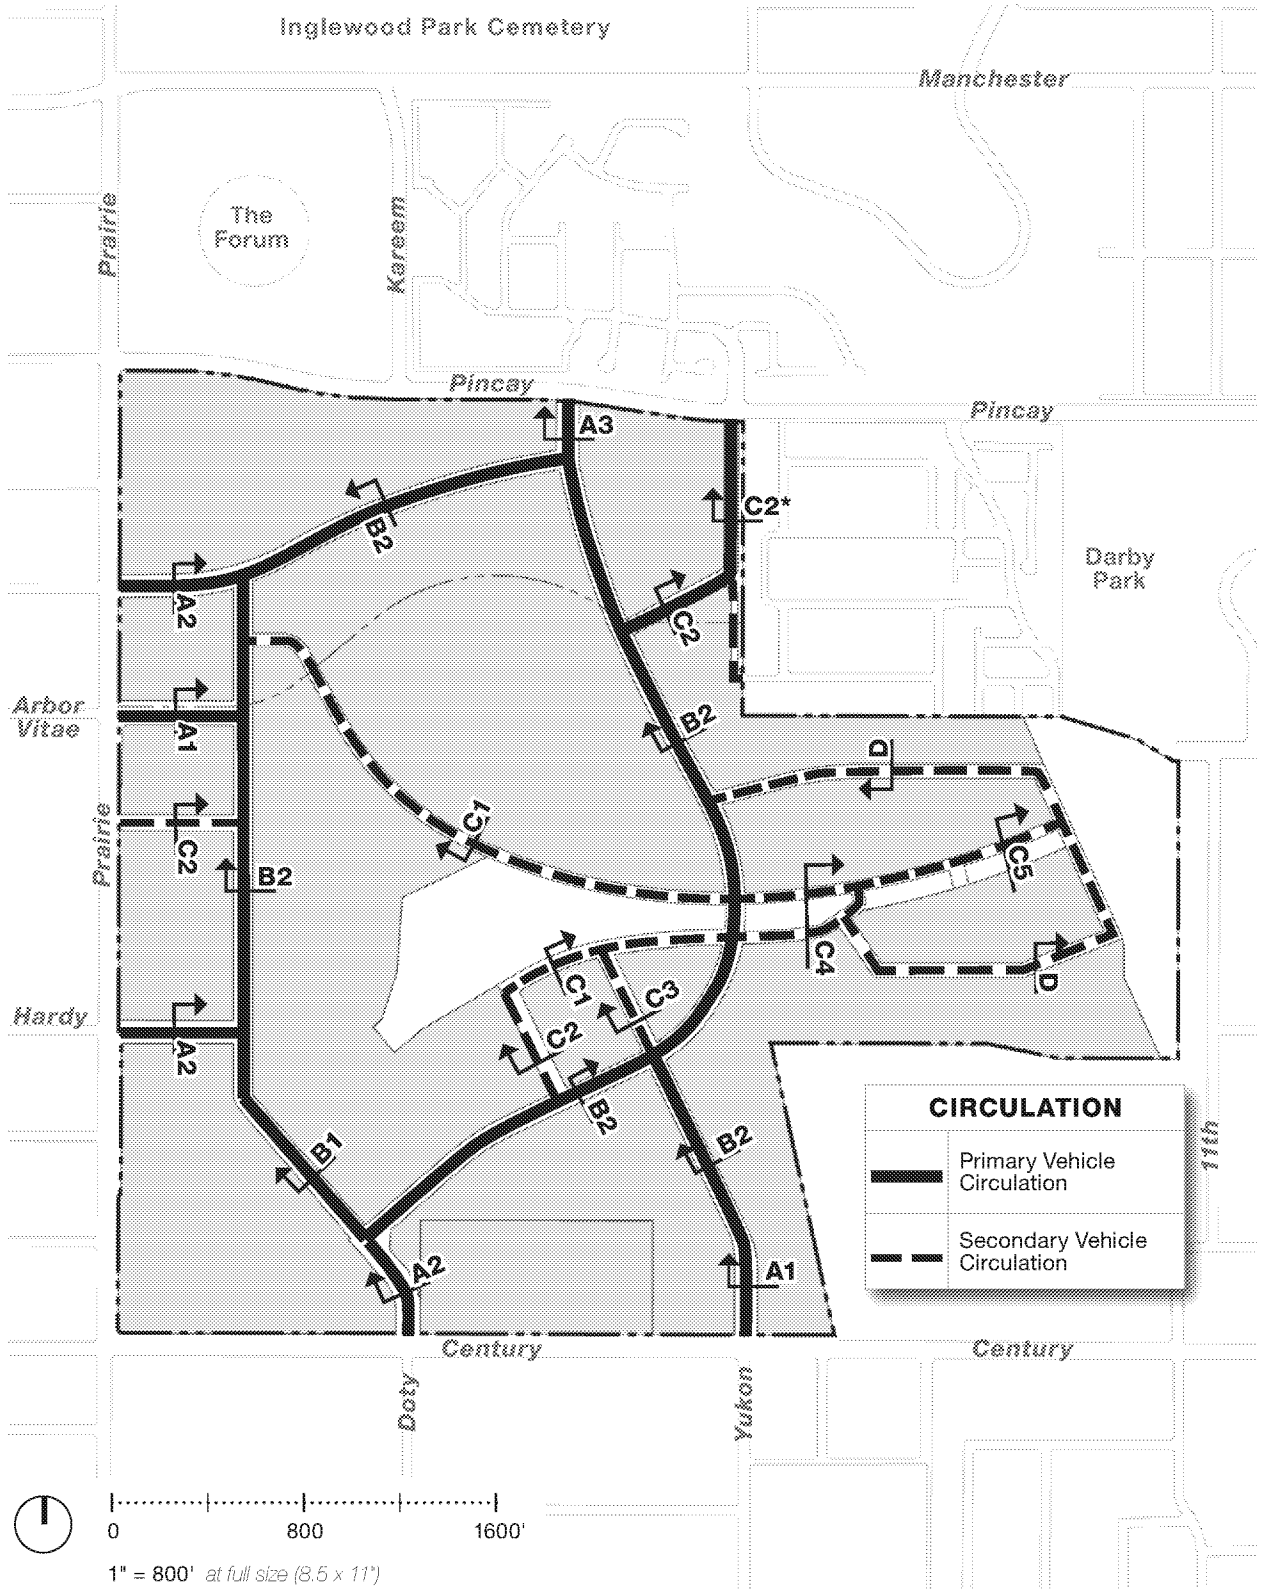 Inglewood Park Cemetery
Manchester
Prairie
The
Forum
Kareem
Pincay
Pincay
A3
B2
C2*
A2
C2
Darby
Park
Arbor
Vitae
A1
B2
D
Prairie
C2
C1
B2
C5
C4
Hardy
A2
C1
C3
D
C2
B2
B1
B2
A2
A1
CIRCULATION
Primary Vehicle
Circulation
Secondary Vehicle
Circulation
11th
Century
Century
Doty
Yukon
0 800 1600'
1" = 800' at full size (8.5 x 11")